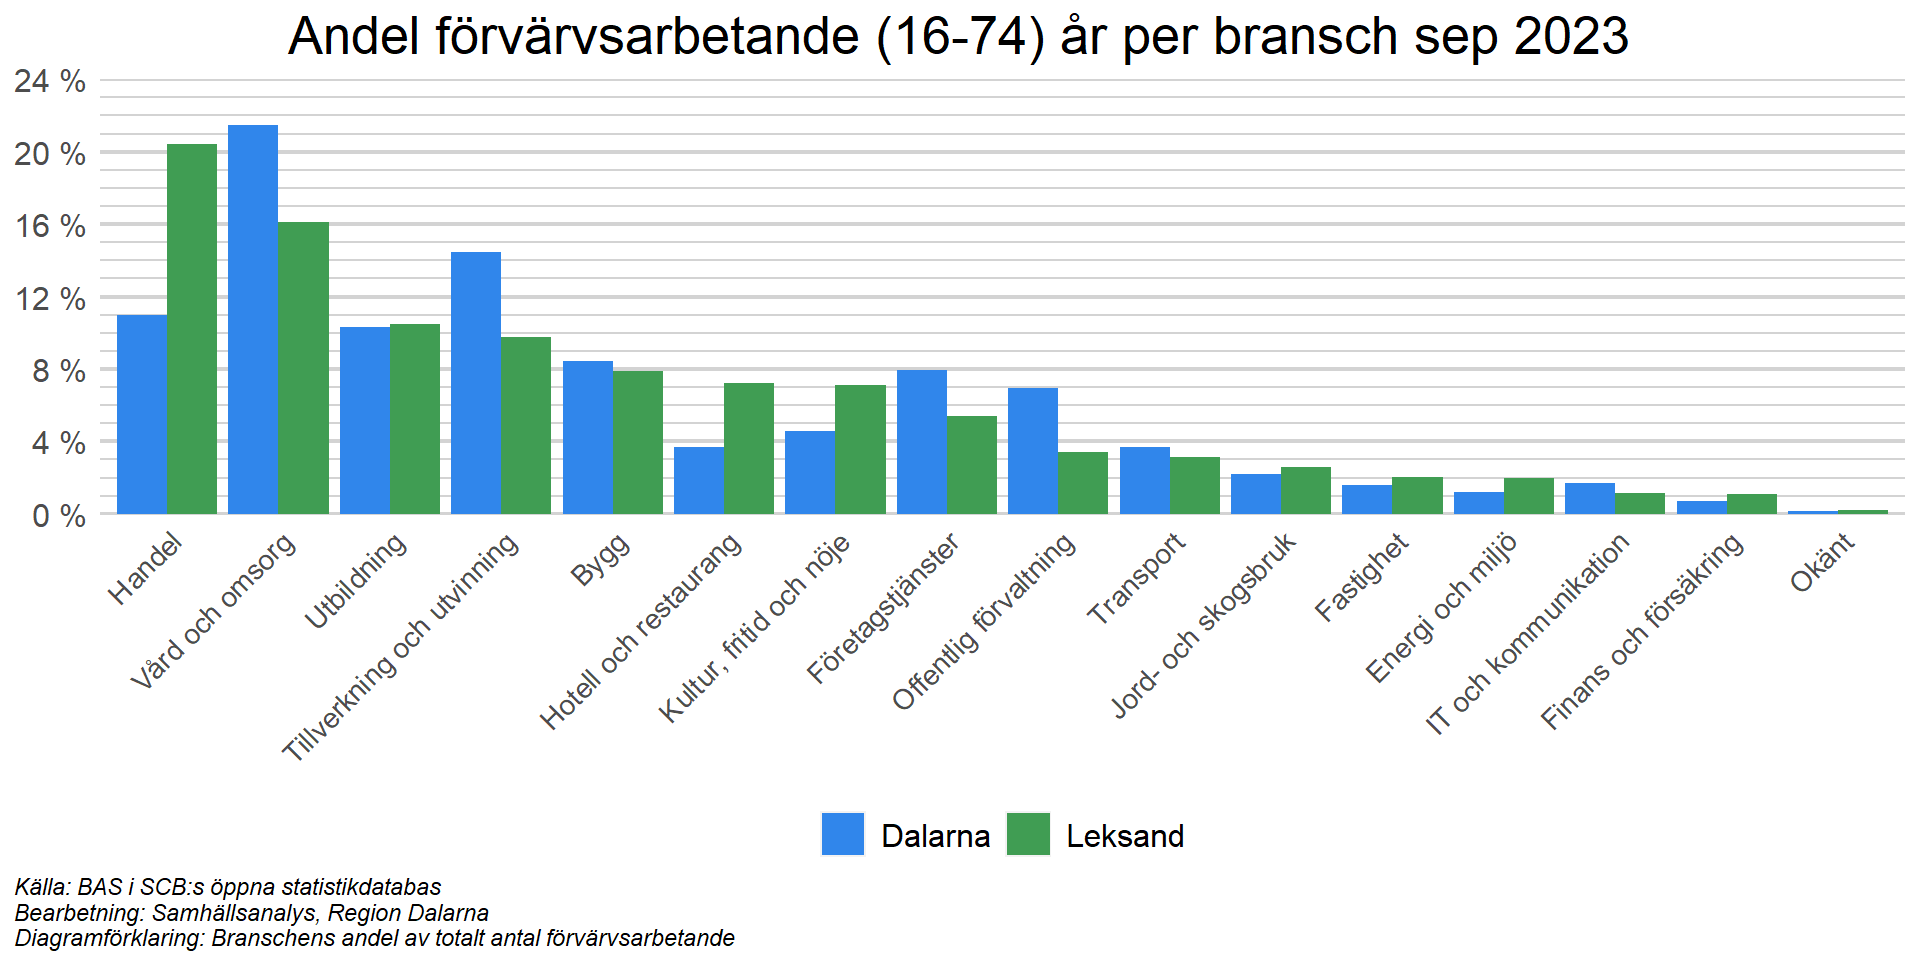 Andel förvärvsarbetande (16-74) år per bransch sep 2023
24 %
20 %
16 %
12 %
8 %
4 %
0 %
Handel
Vård och omsorg
Utbildning
Tillverkning och utvinning
Bygg
Hotell och restaurang
Kultur, fritid och nöje
Företagstjänster
Offentlig förvaltning
Transport
Jord- och skogsbruk
Fastighet
Energi och miljö
IT och kommunikation
Finans och försäkring
Okänt
Dalarna
Leksand
Källa: BAS i SCB:s öppna statistikdatabas
Bearbetning: Samhällsanalys, Region Dalarna
Diagramförklaring: Branschens andel av totalt antal förvärvsarbetande